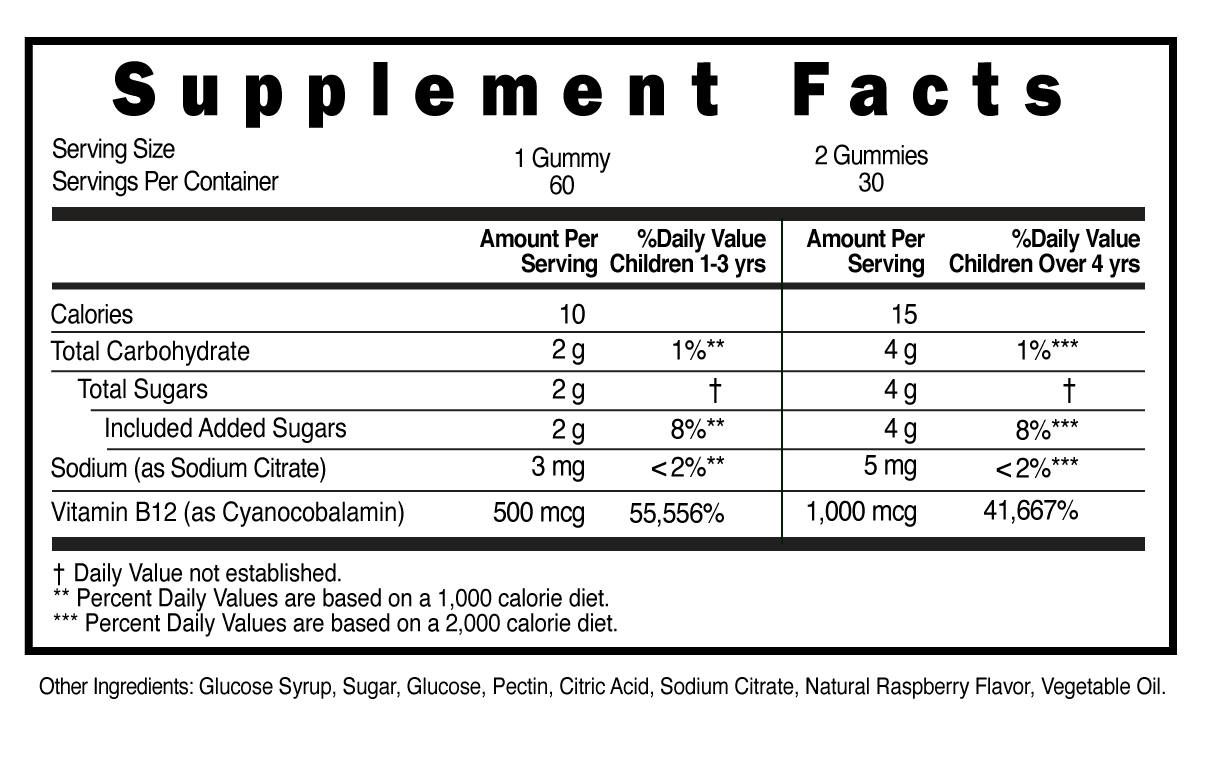 Supplement Facts
Serving Size 1 Gummy 2 Gummies
Servings Per Container 60 30
Amount Per Serving %Daily Value Children 1-3 yrs Amount Per Serving %Daily Value Children Over 4 yrs
Calories 10 15
Total Carbohydrate 2 g 1%** 4 g 1%***
Total Sugars 2 g † 4 g †
Included Added Sugars 2 g 8%** 4 g 8%***
Sodium (as Sodium Citrate) 3 mg <2%** 5 mg <2%***
Vitamin B12 (as Cyanocobalamin) 500 mcg 55,556% 1,000 mcg 41,667%
† Daily Value not established.
** Percent Daily Values are based on a 1,000 calorie diet.
*** Percent Daily Values are based on a 2,000 calorie diet.
Other Ingredients: Glucose Syrup, Sugar, Glucose, Pectin, Citric Acid, Sodium Citrate, Natural Raspberry Flavor, Vegetable Oil.